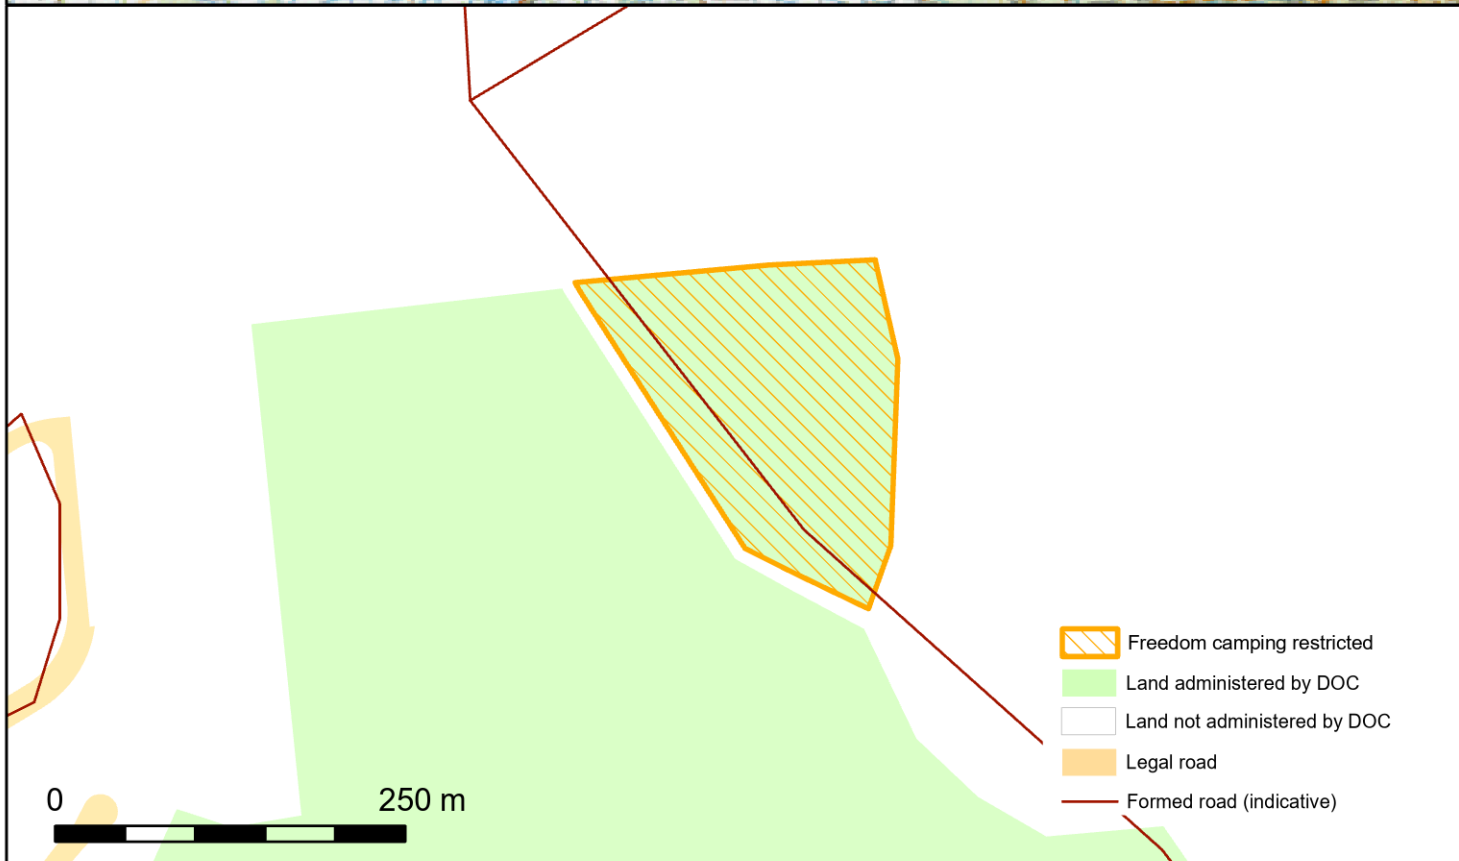 Freedom camping restricted
Land administered by DOC
Land not administered by DOC
Legal road
Formed road (indicative)
0 250 m